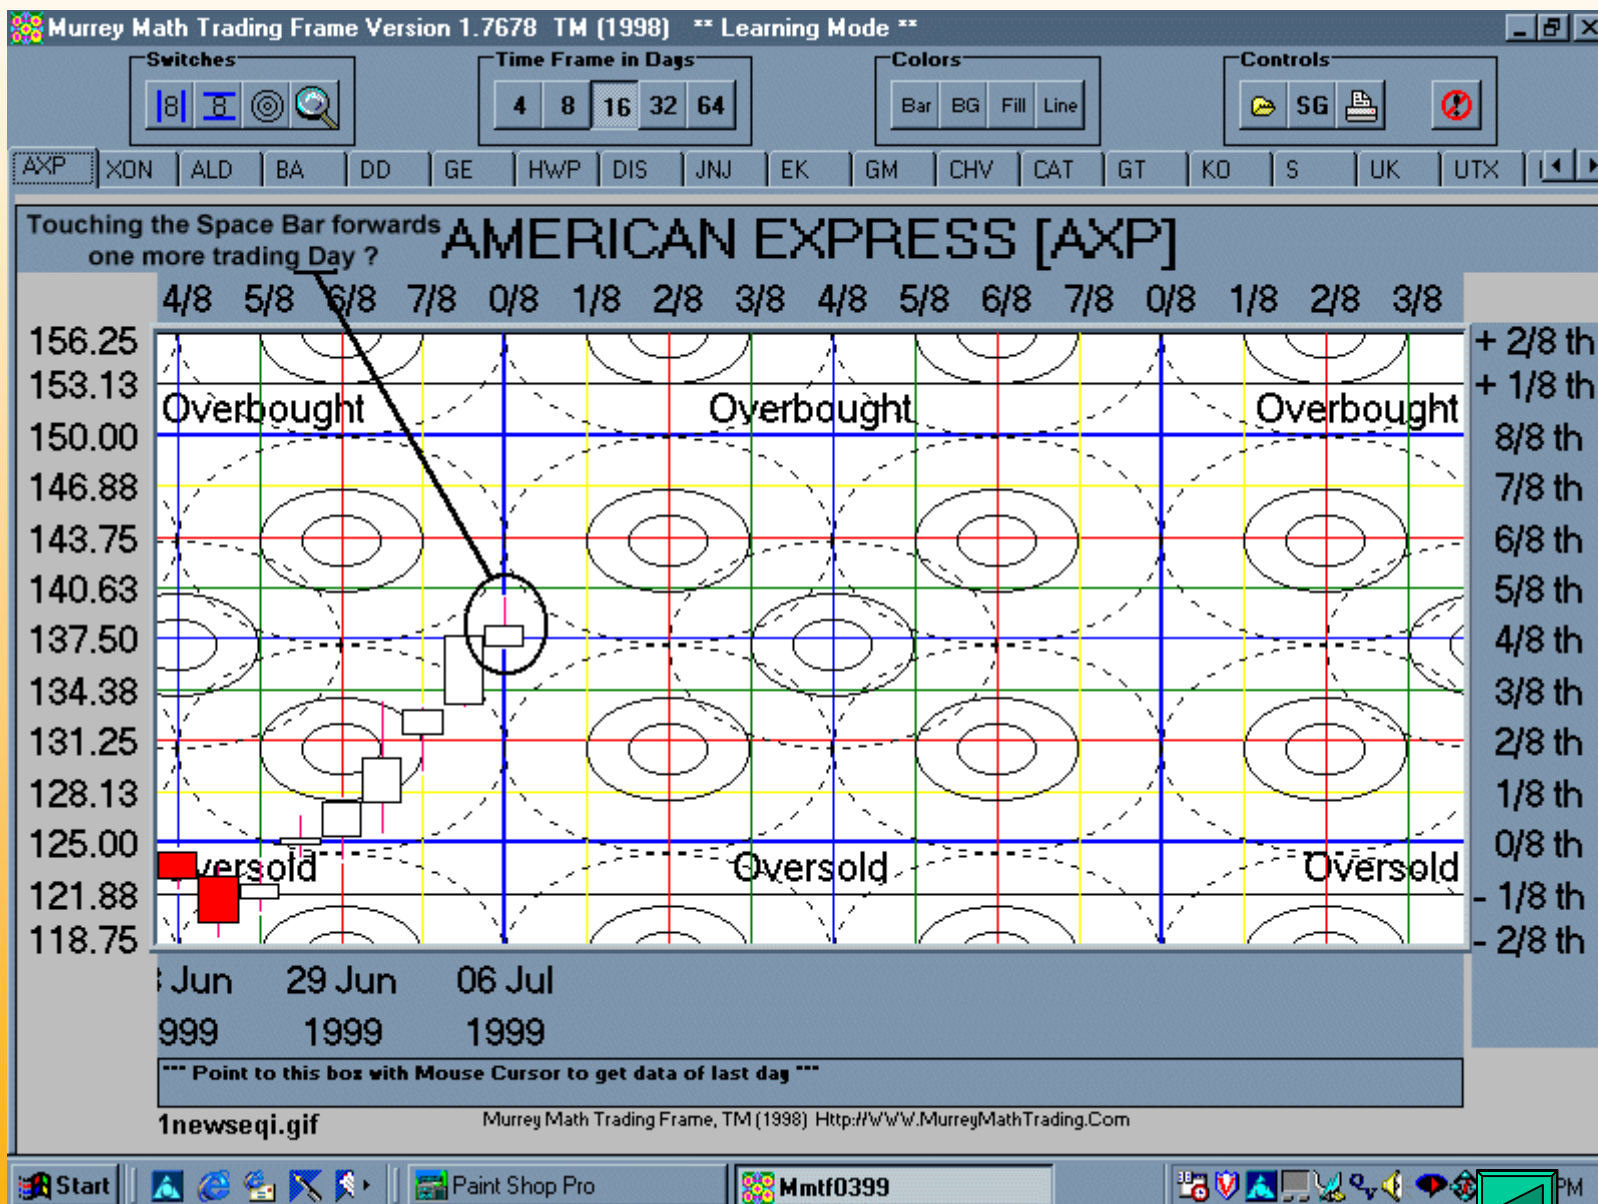 Murrey Math Trading Frame Version 1.7678 TM (1998) ** Learning Mode **
Switches Time Frame in Days Colors Controls
|8| 8 4 8 16 32 64 Bar BG Fill Line SG
AXP XON ALD BA DD GE HWP DIS JNJ EK GM CHV CAT GT KO S UK UTX
Touching the Space Bar forwards
one more trading Day ?
AMERICAN EXPRESS [AXP]
4/8 5/8 6/8 7/8 0/8 1/8 2/8 3/8 4/8 5/8 6/8 7/8 0/8 1/8 2/8 3/8
156.25 + 2/8 th
153.13 + 1/8 th
Overbought Overbought Overbought
150.00 8/8 th
146.88 7/8 th
143.75 6/8 th
140.63 5/8 th
137.50 4/8 th
134.38 3/8 th
131.25 2/8 th
128.13 1/8 th
125.00 0/8 th
Oversold Oversold Oversold
121.88 - 1/8 th
118.75 - 2/8 th
Jun 29 Jun 06 Jul
999 1999 1999
*** Point to this box with Mouse Cursor to get data of last day ***
1newseqi.gif Murrey Math Trading Frame, TM (1998) Http://WWW.MurreyMathTrading.Com
Start Paint Shop Pro Mmtf0399 PM